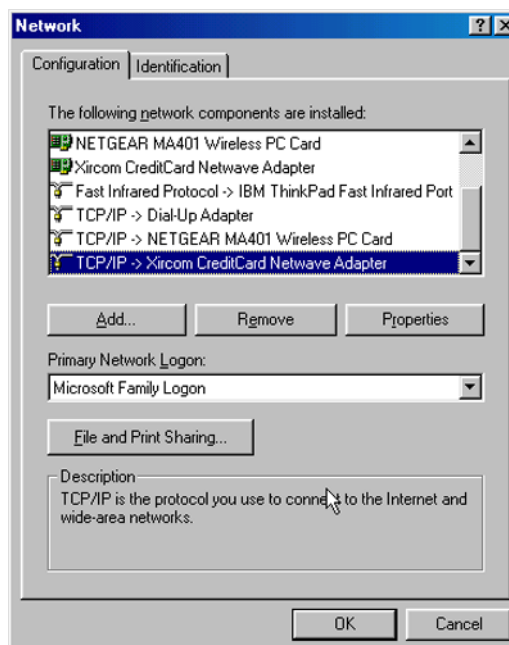 Network
Configuration
Identification
The following network components are installed:
NETGEAR MA401 Wireless PC Card
Xircom CreditCard Netwave Adapter
Fast Infrared Protocol -> IBM ThinkPad Fast Infrared Port
TCP/IP -> Dial-Up Adapter
TCP/IP -> NETGEAR MA401 Wireless PC Card
TCP/IP -> Xircom CreditCard Netwave Adapter
Add...
Remove
Properties
Primary Network Logon:
Microsoft Family Logon
File and Print Sharing...
Description
TCP/IP is the protocol you use to connect to the Internet and
wide-area networks.
OK
Cancel